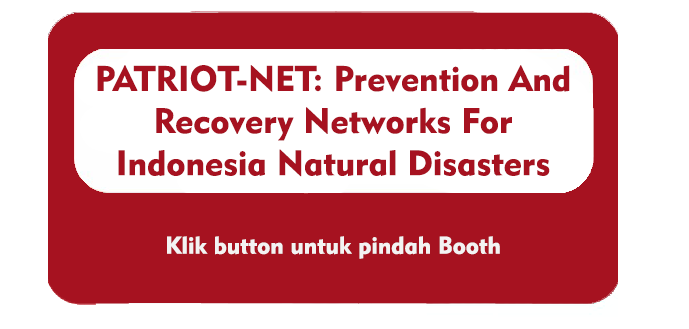 PATRIOT-NET: Prevention And
Recovery Networks For
Indonesia Natural Disasters
Klik button untuk pindah Booth